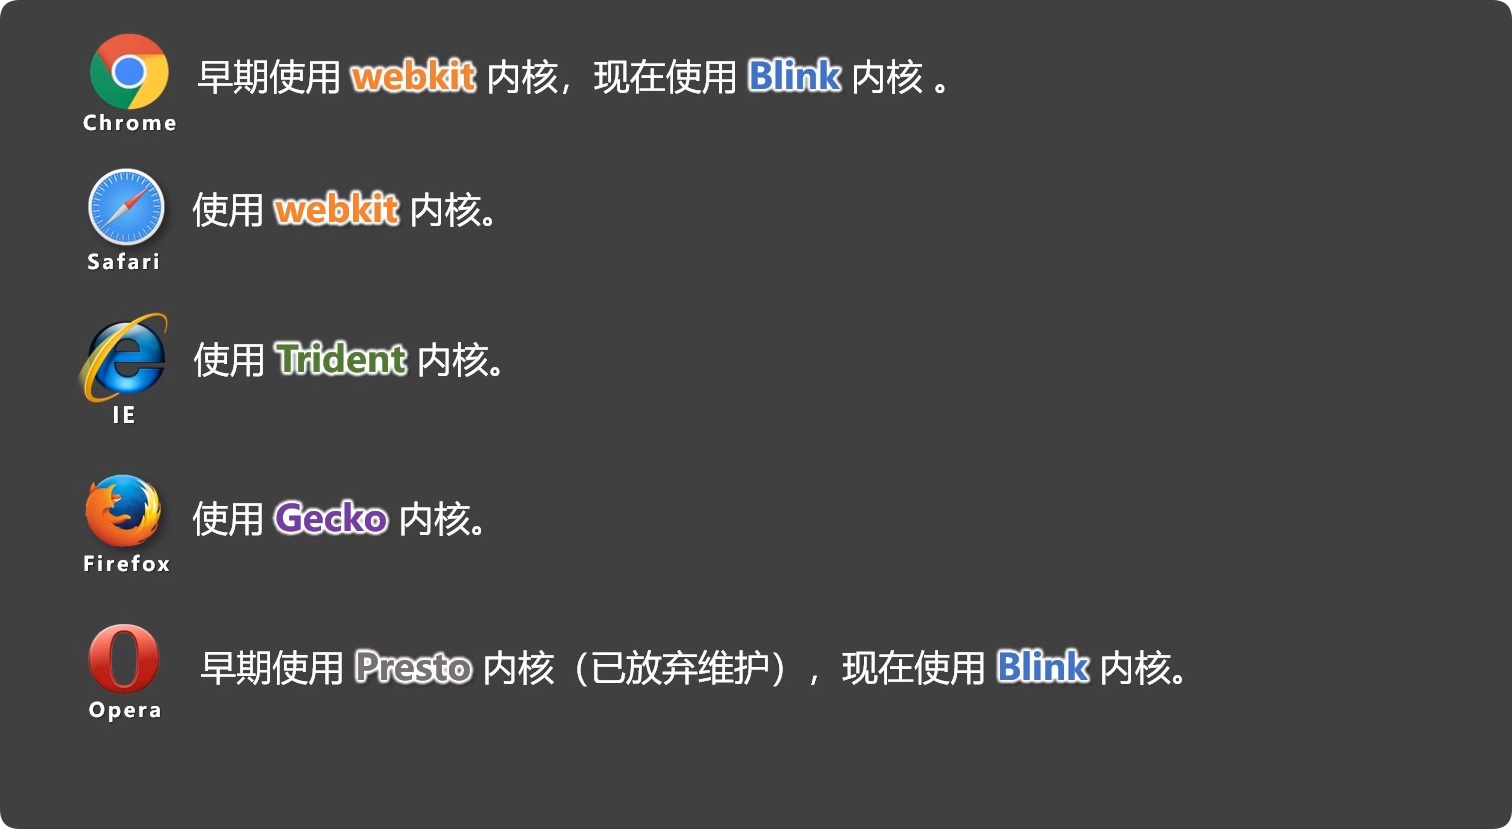 早期使用 webkit 内核，现在使用 Blink 内核 。
Chrome
使用 webkit 内核。
Safari
使用 Trident 内核。
IE
使用 Gecko 内核。
Firefox
早期使用 Presto 内核（已放弃维护），现在使用 Blink 内核。
Opera